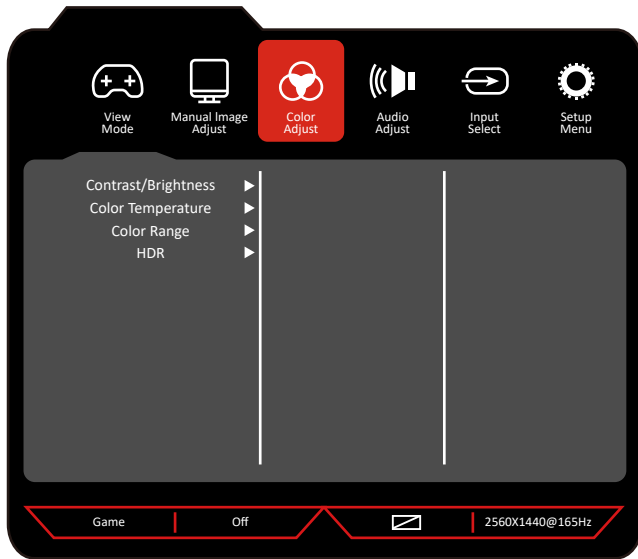 View
Mode
Manual Image
Adjust
Color
Adjust
Audio
Adjust
Input
Select
Setup
Menu
Contrast/Brightness
Color Temperature
Color Range
HDR
Game
Off
2560X1440@165Hz